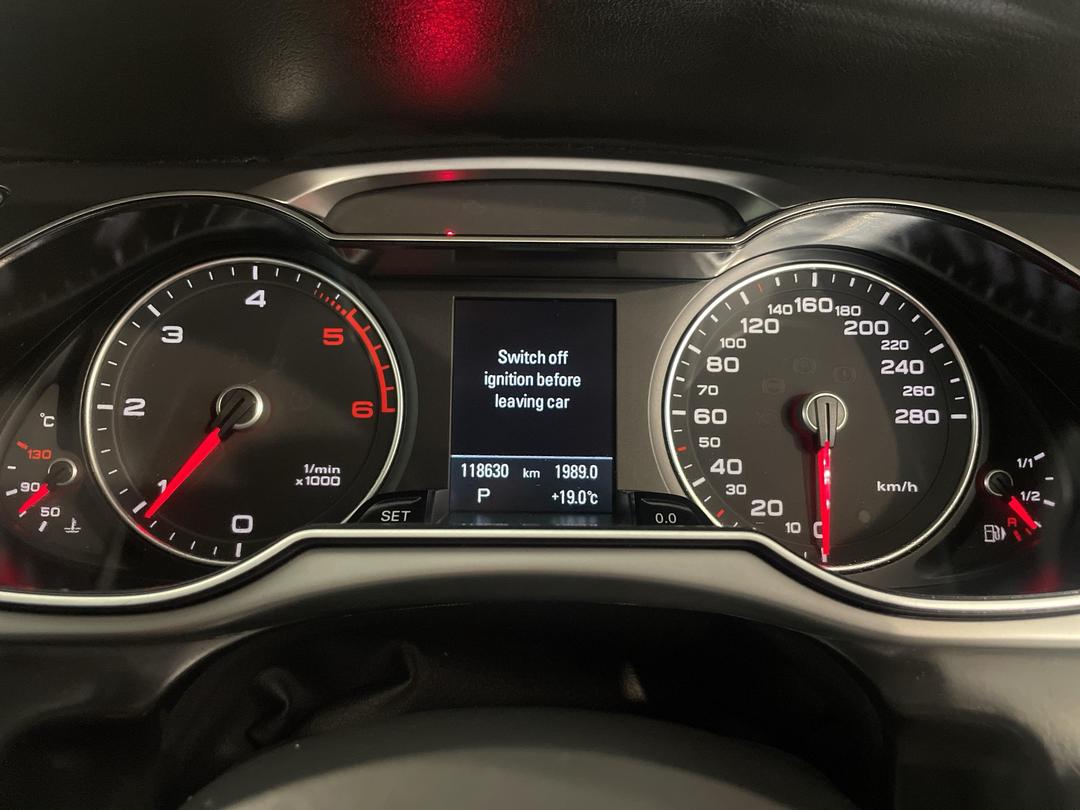 4
3
5
2
6
1
0
1/min
x1000
°C
130
90
50
SET
Switch off
ignition before
leaving car
118630 km 1989.0
P +19.0°C
0.0
140 160 180
120 200
100 220
80 240
70 260
60 280
50
40
30
20
10
0
km/h
1/1
1/2
R